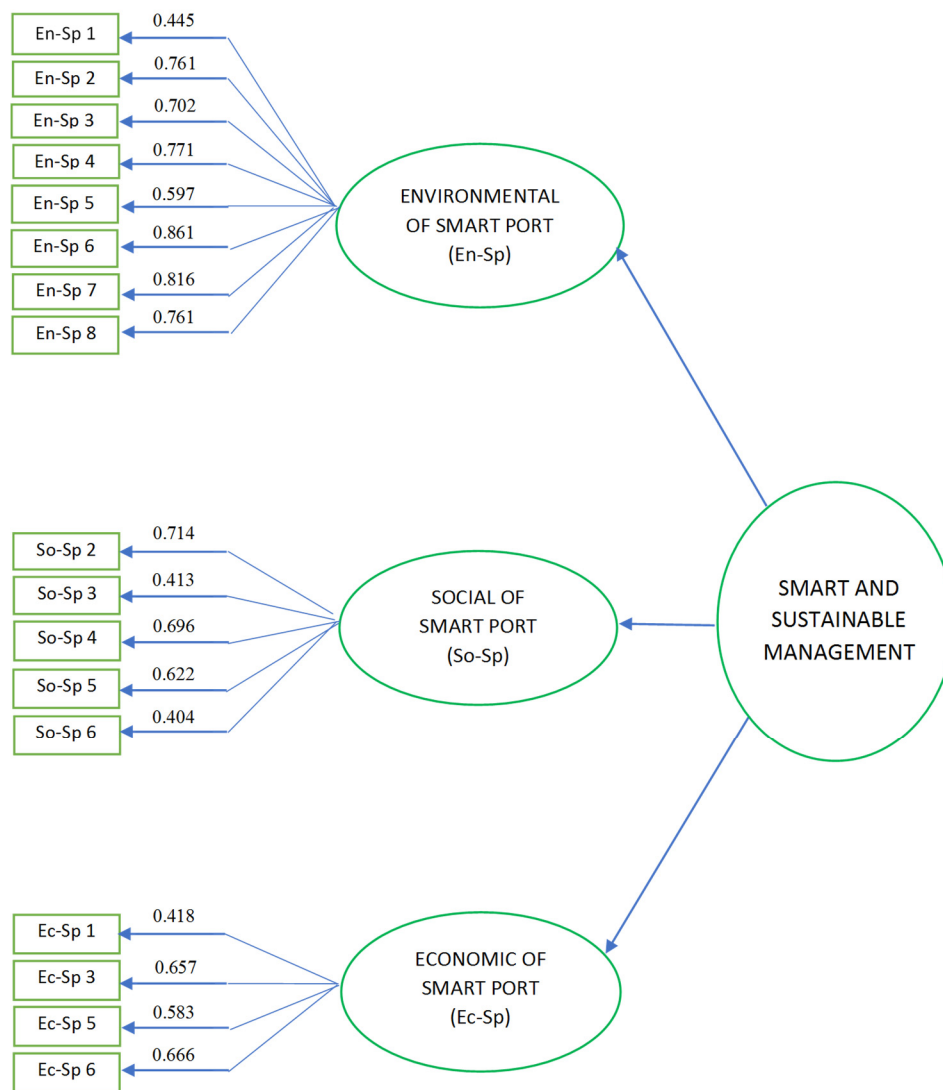 En-Sp 1
0.445
En-Sp 2
0.761
En-Sp 3
0.702
En-Sp 4
0.771
En-Sp 5
0.597
En-Sp 6
0.861
En-Sp 7
0.816
En-Sp 8
0.761
ENVIRONMENTAL
OF SMART PORT
(En-Sp)
So-Sp 2
0.714
So-Sp 3
0.413
So-Sp 4
0.696
So-Sp 5
0.622
So-Sp 6
0.404
SOCIAL OF
SMART PORT
(So-Sp)
SMART AND
SUSTAINABLE
MANAGEMENT
Ec-Sp 1
0.418
Ec-Sp 3
0.657
Ec-Sp 5
0.583
Ec-Sp 6
0.666
ECONOMIC OF
SMART PORT
(Ec-Sp)